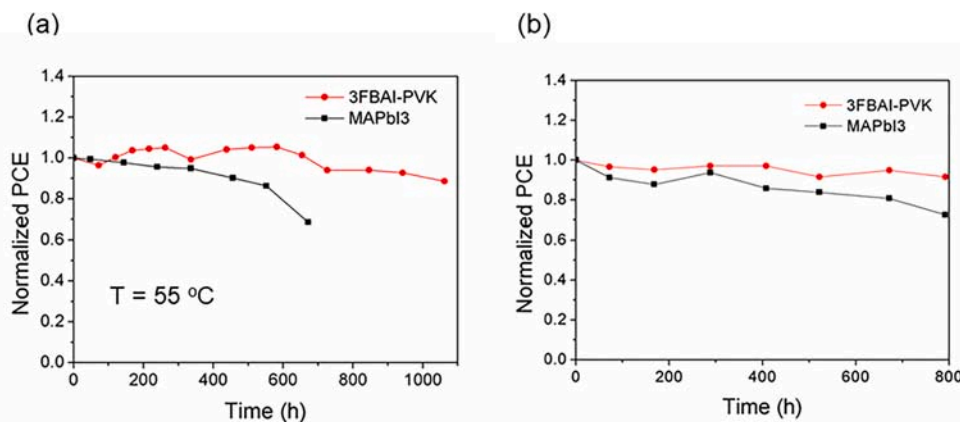 (a)
1.4
1.2
1.0
0.8
0.6
0.4
0.2
0.0
Normalized PCE
3FBAI-PVK
MAPbI3
T = 55 °C
0 200 400 600 800 1000
Time (h)
(b)
1.4
1.2
1.0
0.8
0.6
0.4
0.2
0.0
Normalized PCE
3FBAI-PVK
MAPbI3
0 200 400 600 800
Time (h)